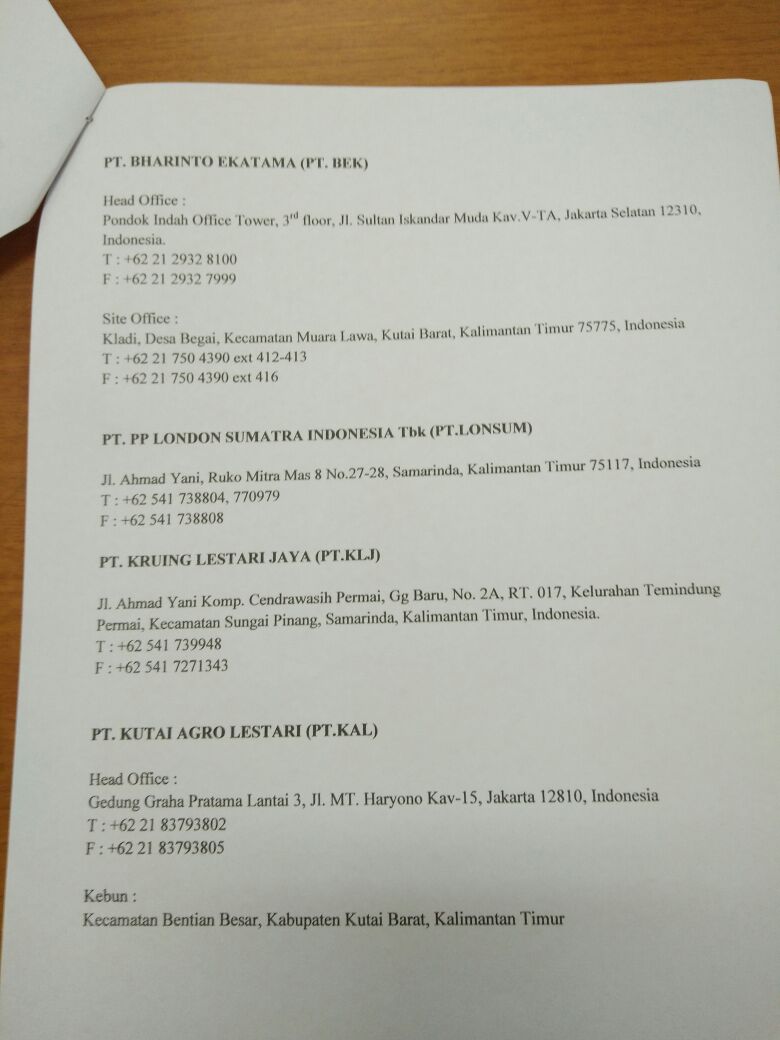 PT. BHARINTO EKATAMA (PT. BEK)
Head Office :
Pondok Indah Office Tower, 3rd floor, Jl. Sultan Iskandar Muda Kav.V-TA, Jakarta Selatan 12310,
Indonesia.
T : +62 21 2932 8100
F : +62 21 2932 7999
Site Office :
Kladi, Desa Begai, Kecamatan Muara Lawa, Kutai Barat, Kalimantan Timur 75775, Indonesia
T : +62 21 750 4390 ext 412-413
F : +62 21 750 4390 ext 416
PT. PP LONDON SUMATRA INDONESIA Tbk (PT.LONSUM)
Jl. Ahmad Yani, Ruko Mitra Mas 8 No.27-28, Samarinda, Kalimantan Timur 75117, Indonesia
T : +62 541 738804, 770979
F : +62 541 738808
PT. KRUING LESTARI JAYA (PT.KLJ)
Jl. Ahmad Yani Komp. Cendrawasih Permai, Gg Baru, No. 2A, RT. 017, Kelurahan Temindung
Permai, Kecamatan Sungai Pinang, Samarinda, Kalimantan Timur, Indonesia.
T : +62 541 739948
F : +62 541 7271343
PT. KUTAI AGRO LESTARI (PT.KAL)
Head Office :
Gedung Graha Pratama Lantai 3, Jl. MT. Haryono Kav-15, Jakarta 12810, Indonesia
T : +62 21 83793802
F : +62 21 83793805
Kebun :
Kecamatan Bentian Besar, Kabupaten Kutai Barat, Kalimantan Timur